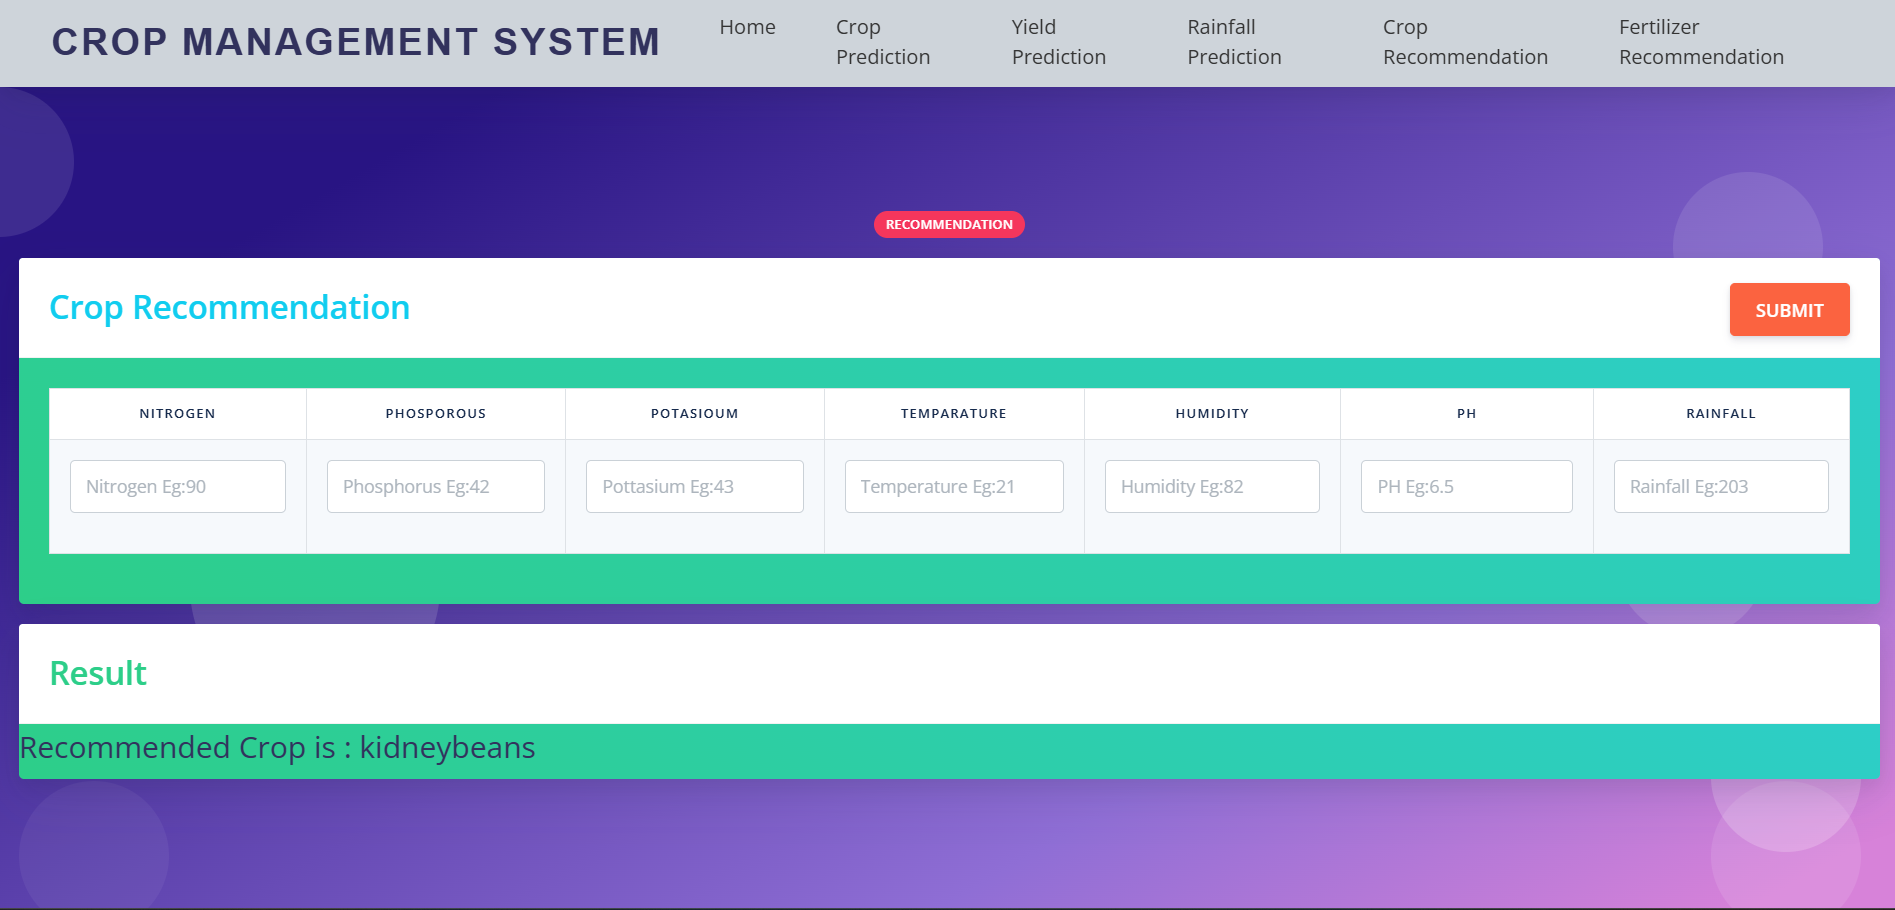 CROP MANAGEMENT SYSTEM
Home
Crop
Prediction
Yield
Prediction
Rainfall
Prediction
Crop
Recommendation
Fertilizer
Recommendation
RECOMMENDATION
Crop Recommendation
SUBMIT
NITROGEN PHOSPOROUS POTASIOUM TEMPARATURE HUMIDITY PH RAINFALL
Nitrogen Eg:90 Phosphorus Eg:42 Pottasium Eg:43 Temperature Eg:21 Humidity Eg:82 PH Eg:6.5 Rainfall Eg:203
Result
Recommended Crop is : kidneybeans